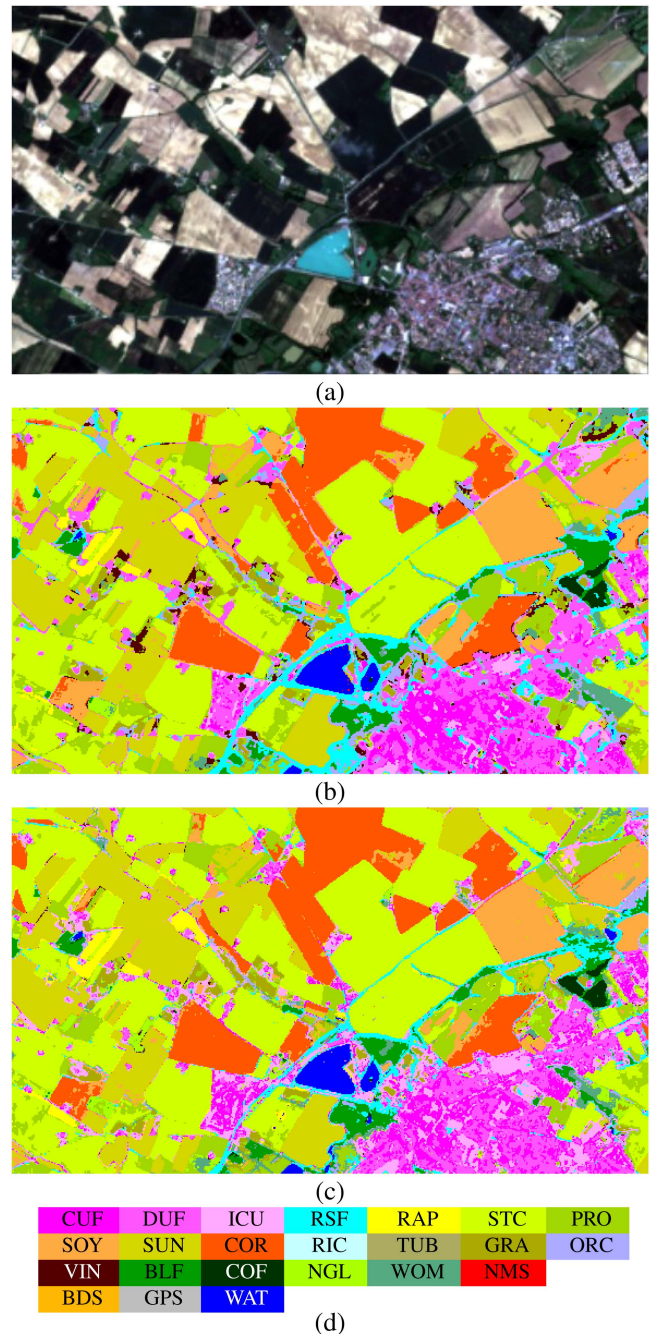 (a)
(b)
(c)
CUF DUF ICU RSF RAP STC PRO
SOY SUN COR RIC TUB GRA ORC
VIN BLF COF NGL WOM NMS
BDS GPS WAT
(d)